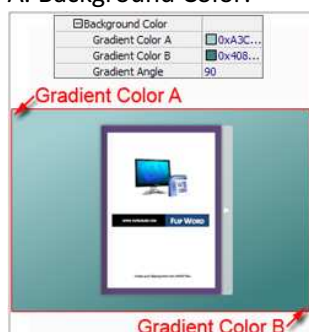 A. Background Color:
Background Color
Gradient Color A 0xA3C...
Gradient Color B 0x408...
Gradient Angle 90
Gradient Color A
FLIP WORD
Gradient Color B